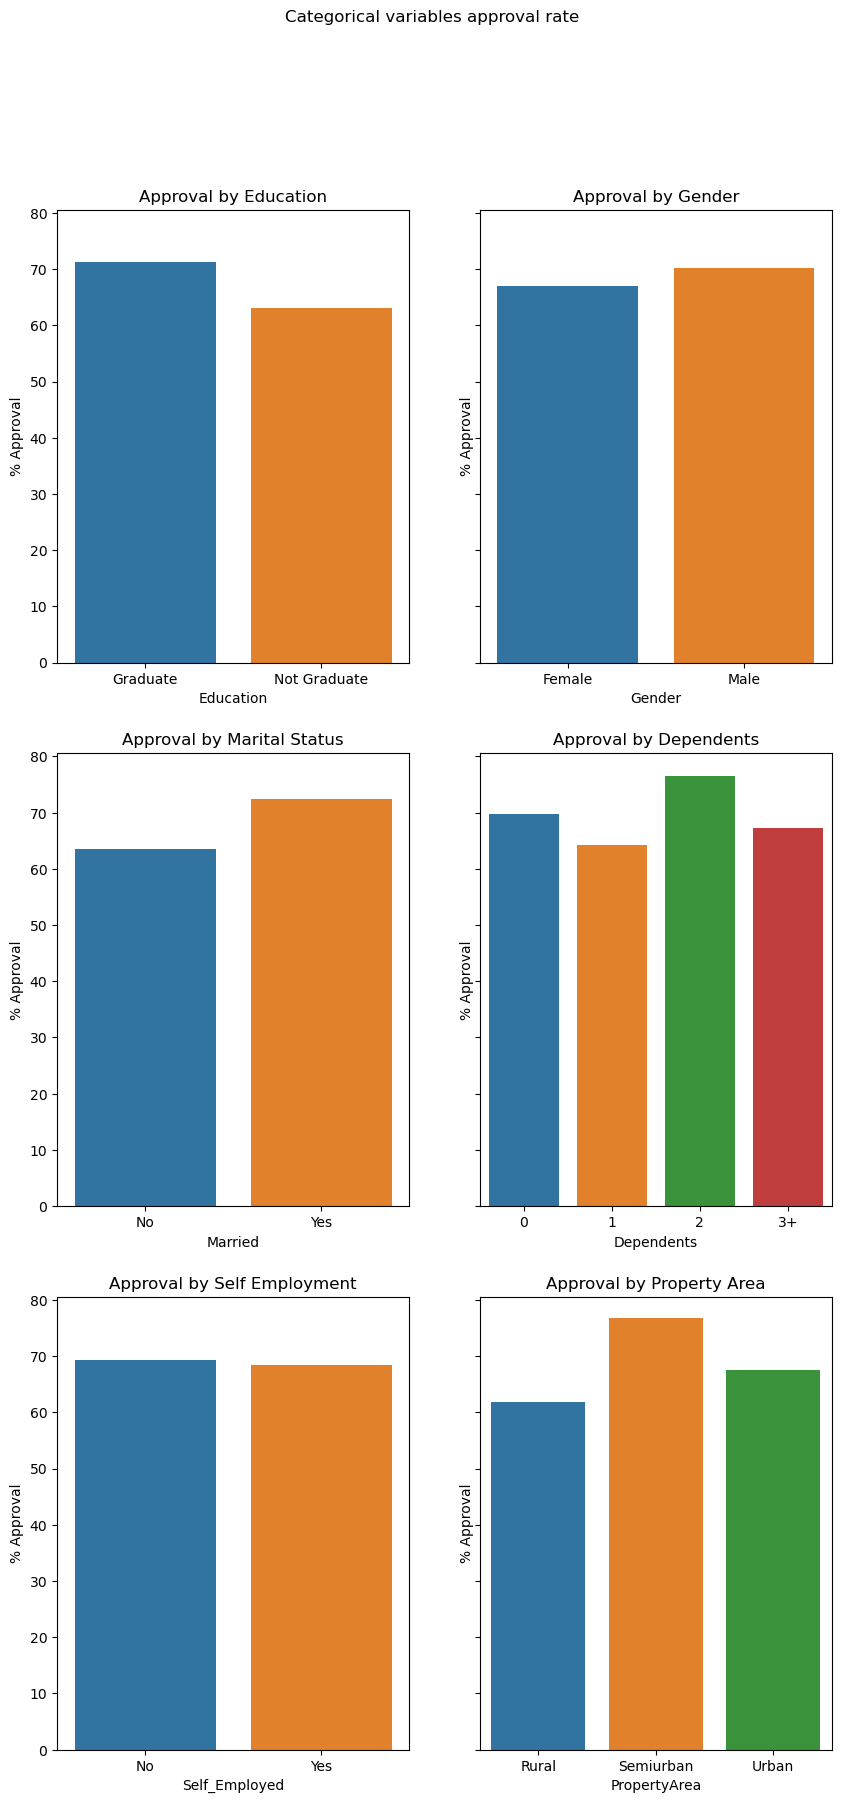 Categorical variables approval rate
Approval by Education
80
70
60
50
40
30
20
10
0
% Approval
Graduate Not Graduate
Education
Approval by Gender
% Approval
Female Male
Gender
Approval by Marital Status
80
70
60
50
40
30
20
10
0
% Approval
No Yes
Married
Approval by Dependents
% Approval
0 1 2 3+
Dependents
Approval by Self Employment
80
70
60
50
40
30
20
10
0
% Approval
No Yes
Self_Employed
Approval by Property Area
% Approval
Rural Semiurban Urban
PropertyArea